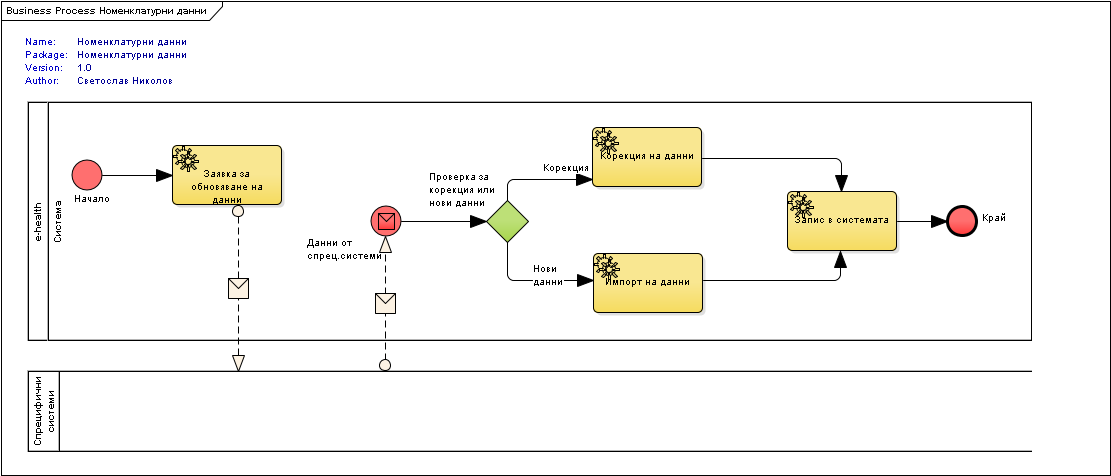 Business Process Номенклатурни данни
Name: Номенклатурни данни
Package: Номенклатурни данни
Version: 1.0
Author: Светослав Николов
e-health
Система
Начало
Заявка за
обновяване на
данни
Данни от
спрец.системи
Проверка за
корекция или
нови данни
Корекция
Нови
данни
Корекция на данни
Импорт на данни
Запис в системата
Край
Спрецифични
системи